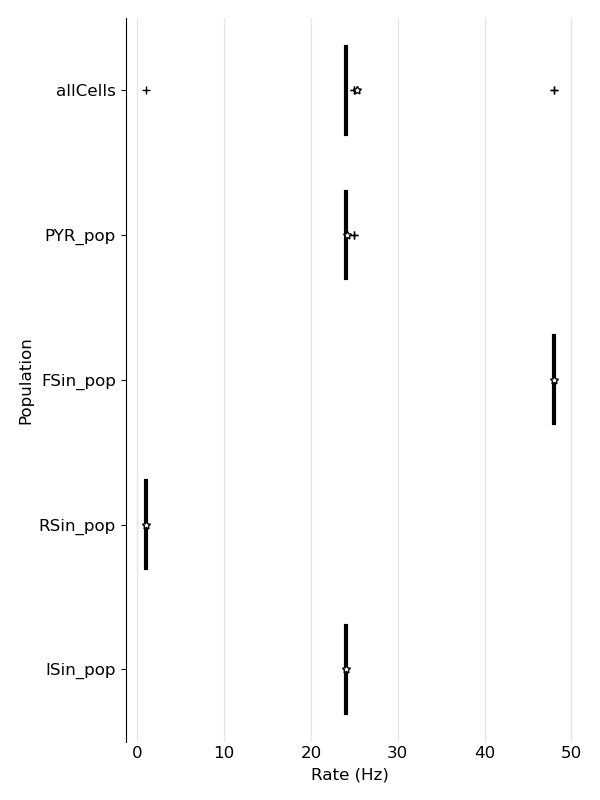 allCells
PYR_pop
FSin_pop
RSin_pop
ISin_pop
Population
0 10 20 30 40 50
Rate (Hz)